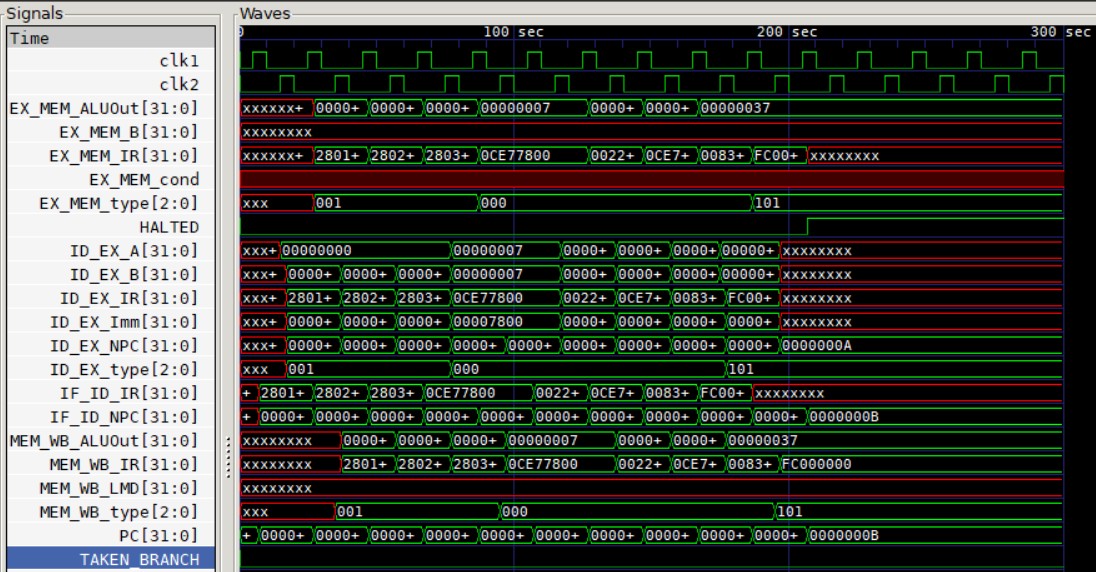 Signals Waves
Time 0 100 sec 200 sec 300 sec
clk1
clk2
EX_MEM_ALUOut[31:0] xxxxxx+ 0000+ 0000+ 0000+ 00000007 0000+ 0000+ 00000037
EX_MEM_B[31:0] xxxxxxxx
EX_MEM_IR[31:0] xxxxxx+ 2801+ 2802+ 2803+ 0CE77800 0022+ 0CE7+ 0083+ FC00+ xxxxxxxx
EX_MEM_cond
EX_MEM_type[2:0] xxx 001 000 101
HALTED
ID_EX_A[31:0] xxx+ 00000000 00000007 0000+ 0000+ 0000+ 00000+ xxxxxxxx
ID_EX_B[31:0] xxx+ 0000+ 0000+ 0000+ 00000007 0000+ 0000+ 0000+ 00000+ xxxxxxxx
ID_EX_IR[31:0] xxx+ 2801+ 2802+ 2803+ 0CE77800 0022+ 0CE7+ 0083+ FC00+ xxxxxxxx
ID_EX_Imm[31:0] xxx+ 0000+ 0000+ 0000+ 00007800 0000+ 0000+ 0000+ 0000+ xxxxxxxx
ID_EX_NPC[31:0] xxx+ 0000+ 0000+ 0000+ 0000+ 0000+ 0000+ 0000+ 0000+ 0000+ 0000000A
ID_EX_type[2:0] xxx 001 000 101
IF_ID_IR[31:0] + 2801+ 2802+ 2803+ 0CE77800 0022+ 0CE7+ 0083+ FC00+ xxxxxxxx
IF_ID_NPC[31:0] + 0000+ 0000+ 0000+ 0000+ 0000+ 0000+ 0000+ 0000+ 0000+ 0000+ 0000000B
MEM_WB_ALUOut[31:0] xxxxxxxx 0000+ 0000+ 0000+ 00000007 0000+ 0000+ 00000037
MEM_WB_IR[31:0] xxxxxxxx 2801+ 2802+ 2803+ 0CE77800 0022+ 0CE7+ 0083+ FC000000
MEM_WB_LMD[31:0] xxxxxxxx
MEM_WB_type[2:0] xxx 001 000 101
PC[31:0] + 0000+ 0000+ 0000+ 0000+ 0000+ 0000+ 0000+ 0000+ 0000+ 0000+ 0000000B
TAKEN_BRANCH